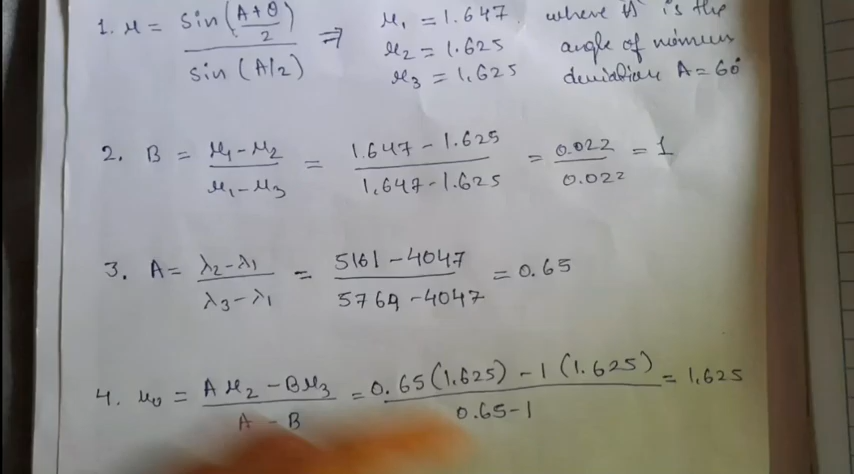 1. μ = sin(A+θ/2) / sin(A/2) ⇒ μ₁ = 1.647, where is the
μ₂ = 1.625 angle of
μ₃ = 1.625 deviation A = 60°
2. B = μ₁ - μ₂ / μ₁ - μ₃ = 1.647 - 1.625 / 1.647 - 1.625 = 0.022 / 0.022 = 1
3. A = λ₂ - λ₁ / λ₃ - λ₁ = 5161 - 4047 / 5769 - 4047 = 0.65
4. μ₀ = A μ₂ - B μ₃ / A - B = 0.65(1.625) - 1(1.625) / 0.65 - 1 = 1.625